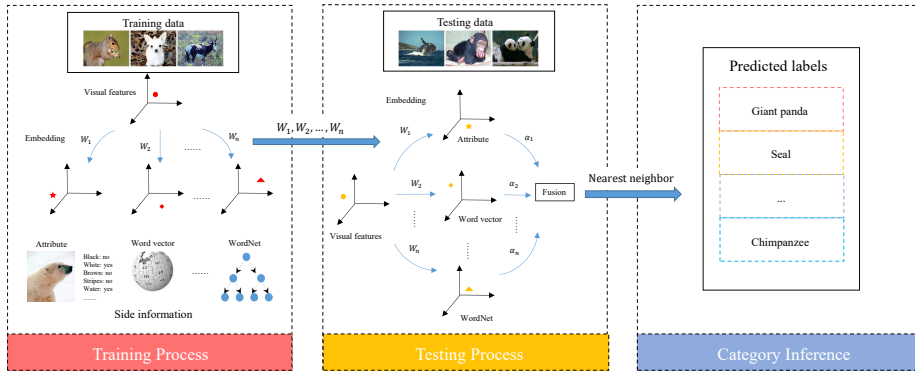 Training data
Visual features
Embedding
W₁
W₂
......
Wₙ
......
Attribute
Black: no
White: yes
Brown: no
Stripes: no
Water: yes
......
Word vector
......
WordNet
Side information
Training Process
W₁, W₂, ..., Wₙ
Testing data
Embedding
W₁
Attribute
α₁
W₂
α₂
Word vector
Fusion
Visual features
......
......
......
Wₙ
αₙ
WordNet
Testing Process
Nearest neighbor
Predicted labels
Giant panda
Seal
...
Chimpanzee
Category Inference